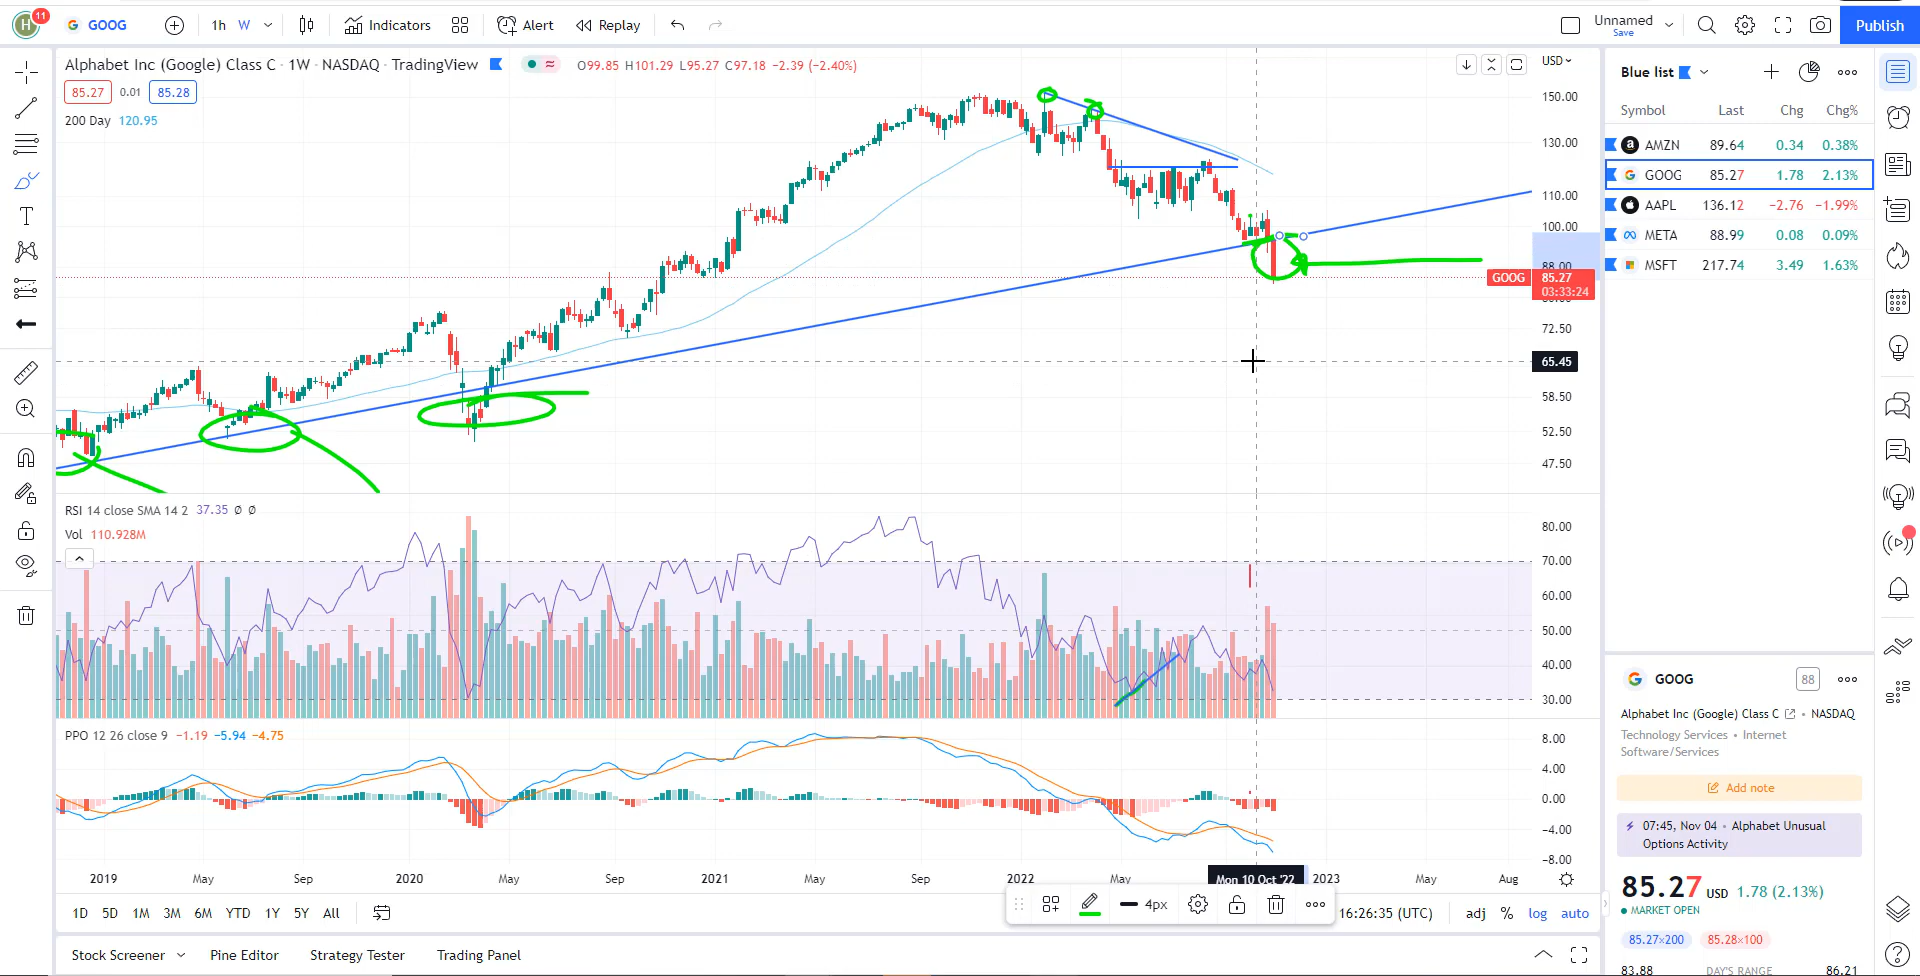 H 11 GOOG 1h W Indicators Alert Replay Unnamed Save Publish
Alphabet Inc (Google) Class C · 1W · NASDAQ · TradingView O99.85 H101.29 L95.27 C97.18 −2.39 (−2.40%) USD
85.27 0.01 85.28
200 Day 120.95
150.00
130.00
110.00
100.00
88.00
GOOG 85.27
03:33:24
72.50
65.45
58.50
52.50
47.50
RSI 14 close SMA 14 2 37.35 Ø Ø
Vol 110.928M
80.00
70.00
60.00
50.00
40.00
30.00
PPO 12 26 close 9 −1.19 −5.94 −4.75
8.00
4.00
0.00
−4.00
−8.00
2019 May Sep 2020 May Sep 2021 May Sep 2022 May Mon 10 Oct '22 2023 May Aug
1D 5D 1M 3M 6M YTD 1Y 5Y All 4px 16:26:35 (UTC) adj % log auto
Stock Screener Pine Editor Strategy Tester Trading Panel
Blue list
Symbol Last Chg Chg%
AMZN 89.64 0.34 0.38%
GOOG 85.27 1.78 2.13%
AAPL 136.12 −2.76 −1.99%
META 88.99 0.08 0.09%
MSFT 217.74 3.49 1.63%
GOOG 88
Alphabet Inc (Google) Class C • NASDAQ
Technology Services • Internet
Software/Services
Add note
07:45, Nov 04 • Alphabet Unusual
Options Activity
85.27 USD 1.78 (2.13%)
MARKET OPEN
85.27×200 85.28×100
83.88 DAY'S RANGE 86.21